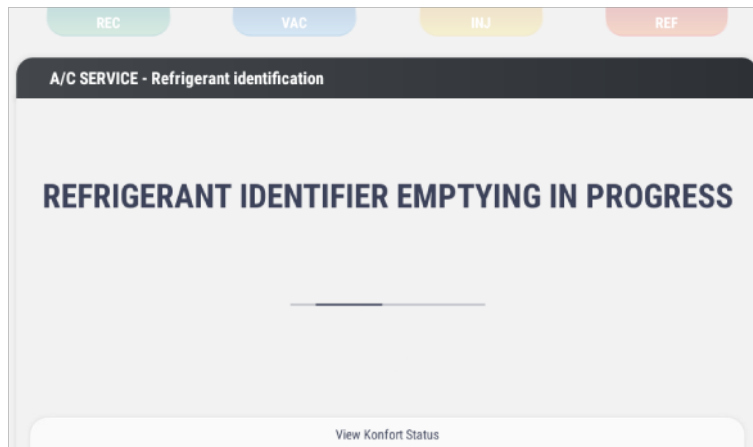 REC VAC INJ REF
A/C SERVICE - Refrigerant identification
REFRIGERANT IDENTIFIER EMPTYING IN PROGRESS
View Konfort Status